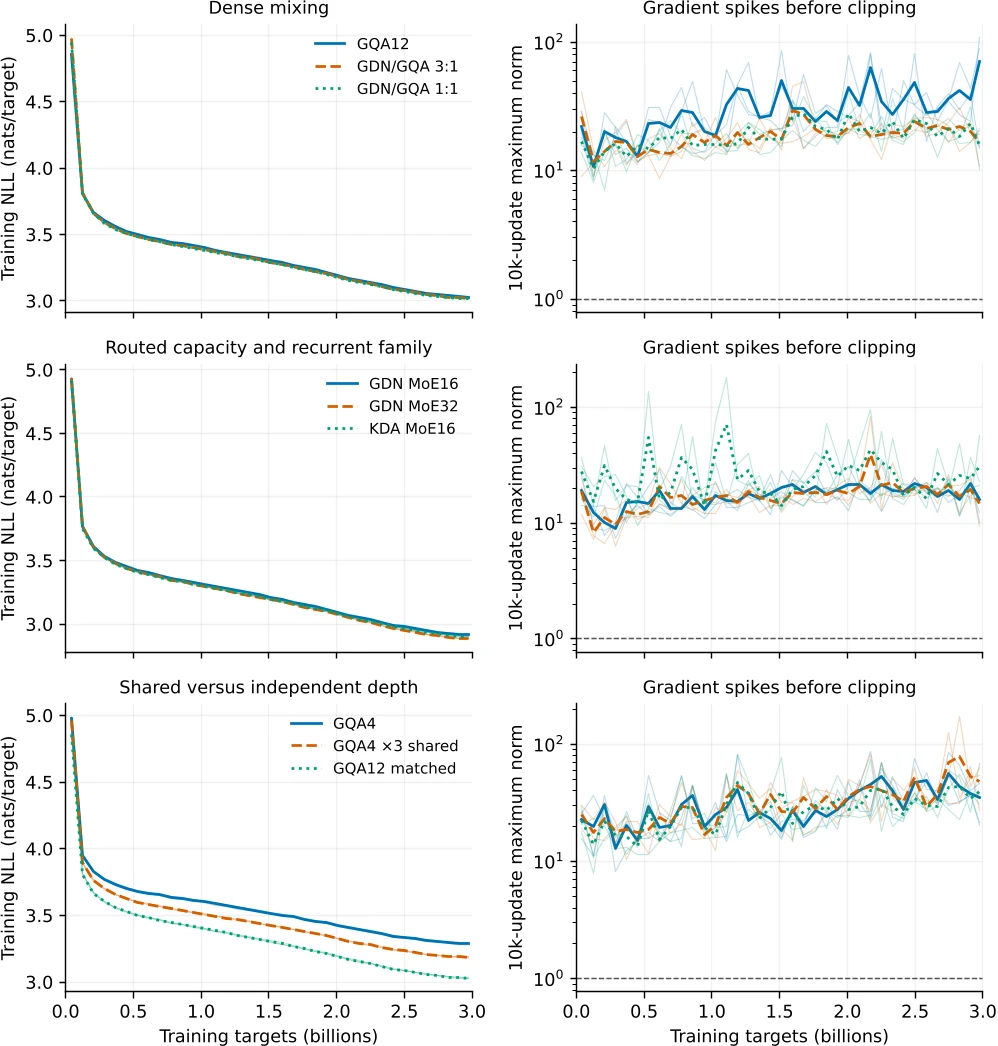 Dense mixing
Training NLL (nats/target)
5.0
4.5
4.0
3.5
3.0
GQA12
GDN/GQA 3:1
GDN/GQA 1:1
Gradient spikes before clipping
10k-update maximum norm
10²
10¹
10⁰
Routed capacity and recurrent family
Training NLL (nats/target)
5.0
4.5
4.0
3.5
3.0
GDN MoE16
GDN MoE32
KDA MoE16
Gradient spikes before clipping
10k-update maximum norm
10²
10¹
10⁰
Shared versus independent depth
Training NLL (nats/target)
5.0
4.5
4.0
3.5
3.0
GQA4
GQA4 ×3 shared
GQA12 matched
0.0 0.5 1.0 1.5 2.0 2.5 3.0
Training targets (billions)
Gradient spikes before clipping
10k-update maximum norm
10²
10¹
10⁰
0.0 0.5 1.0 1.5 2.0 2.5 3.0
Training targets (billions)